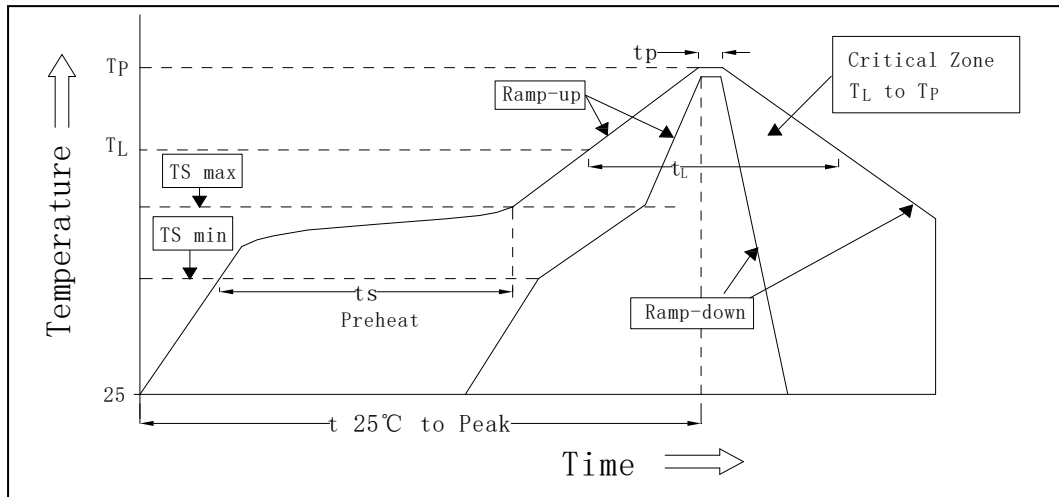 tp
Critical Zone
TL to TP
TP
Ramp-up
TL
TS max
tL
TS min
ts
Preheat
Ramp-down
25
t 25℃ to Peak
Time
Temperature